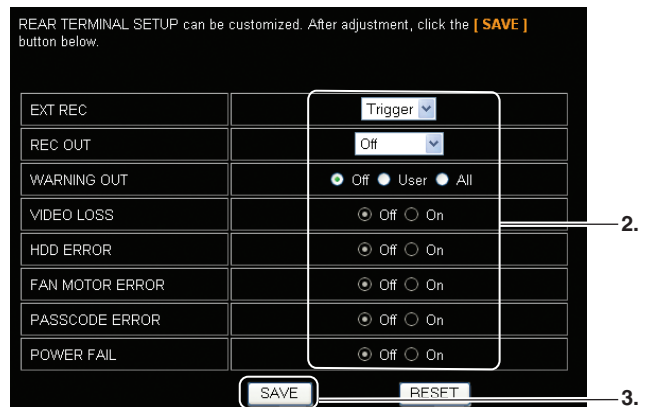 REAR TERMINAL SETUP can be customized. After adjustment, click the [ SAVE ]
button below.
EXT REC Trigger
REC OUT Off
WARNING OUT Off User All
VIDEO LOSS Off On
2.
HDD ERROR Off On
FAN MOTOR ERROR Off On
PASSCODE ERROR Off On
POWER FAIL Off On
SAVE RESET
3.